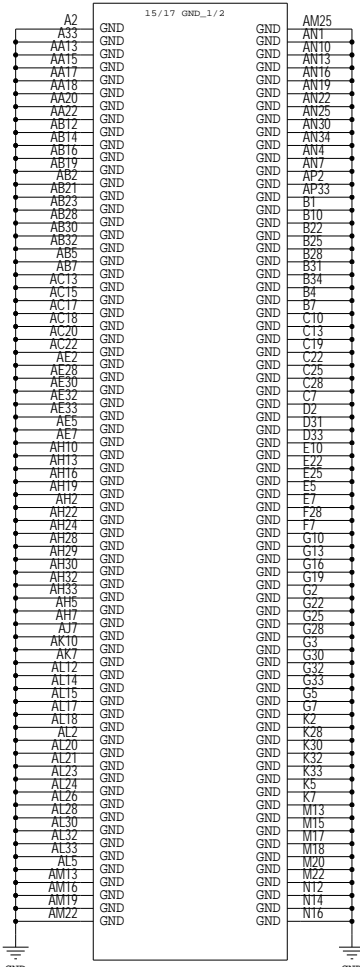 15/17 GND_1/2
A2 GND GND AM25
A33 GND GND AN1
AA13 GND GND AN10
AA15 GND GND AN13
AA17 GND GND AN16
AA18 GND GND AN19
AA20 GND GND AN22
AA22 GND GND AN25
AB12 GND GND AN30
AB14 GND GND AN34
AB16 GND GND AN4
AB19 GND GND AN7
AB2 GND GND AP2
AB21 GND GND AP33
AB23 GND GND B1
AB28 GND GND B10
AB30 GND GND B22
AB32 GND GND B25
AB5 GND GND B28
AB7 GND GND B31
AC13 GND GND B34
AC15 GND GND B4
AC17 GND GND B7
AC18 GND GND C10
AC20 GND GND C13
AC22 GND GND C19
AE2 GND GND C22
AE28 GND GND C25
AE30 GND GND C28
AE32 GND GND C7
AE33 GND GND D2
AE5 GND GND D31
AE7 GND GND D33
AH10 GND GND E10
AH13 GND GND E22
AH16 GND GND E25
AH19 GND GND E5
AH2 GND GND E7
AH22 GND GND F28
AH24 GND GND F7
AH28 GND GND G10
AH29 GND GND G13
AH30 GND GND G16
AH32 GND GND G19
AH33 GND GND G2
AH5 GND GND G22
AH7 GND GND G25
AJ7 GND GND G28
AK10 GND GND G3
AK7 GND GND G30
AL12 GND GND G32
AL14 GND GND G33
AL15 GND GND G5
AL17 GND GND G7
AL18 GND GND K2
AL2 GND GND K28
AL20 GND GND K30
AL21 GND GND K32
AL23 GND GND K33
AL24 GND GND K5
AL26 GND GND K7
AL28 GND GND M13
AL30 GND GND M15
AL32 GND GND M17
AL33 GND GND M18
AL5 GND GND M20
AM13 GND GND M22
AM16 GND GND N12
AM19 GND GND N14
AM22 GND GND N16